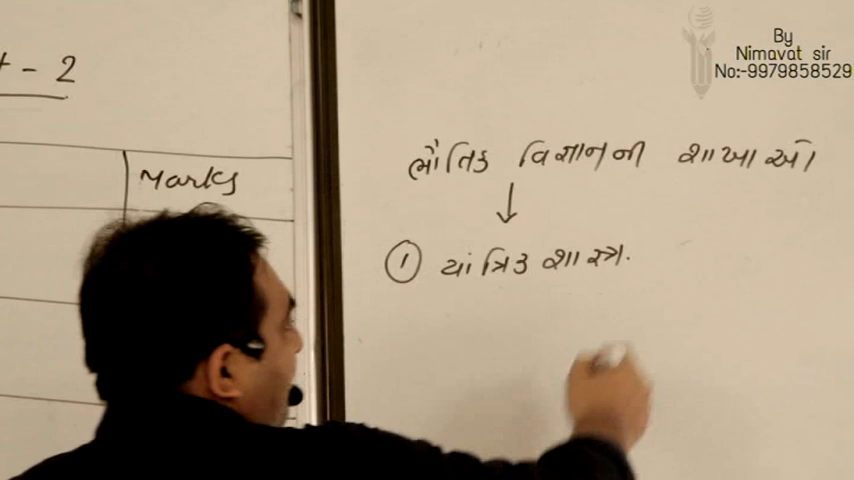 - 2
Marks
By
Nimavat sir
No:-9979858529
ભૌતિક વિજ્ઞાનની શાખાઓ
↓
① યાંત્રિક શાસ્ત્ર.